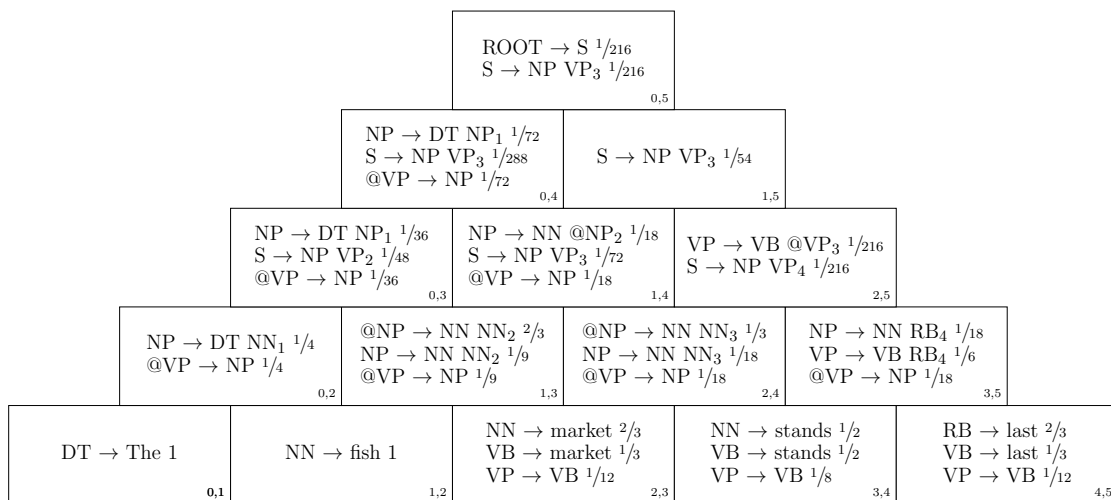 ROOT → S 1/216
S → NP VP₃ 1/216
0,5
NP → DT NP₁ 1/72
S → NP VP₃ 1/288
@VP → NP 1/72
0,4
S → NP VP₃ 1/54
1,5
NP → DT NP₁ 1/36
S → NP VP₂ 1/48
@VP → NP 1/36
0,3
NP → NN @NP₂ 1/18
S → NP VP₃ 1/72
@VP → NP 1/18
1,4
VP → VB @VP₃ 1/216
S → NP VP₄ 1/216
2,5
NP → DT NN₁ 1/4
@VP → NP 1/4
0,2
@NP → NN NN₂ 2/3
NP → NN NN₂ 1/9
@VP → NP 1/9
1,3
@NP → NN NN₃ 1/3
NP → NN NN₃ 1/18
@VP → NP 1/18
2,4
NP → NN RB₄ 1/18
VP → VB RB₄ 1/6
@VP → NP 1/18
3,5
DT → The 1
0,1
NN → fish 1
1,2
NN → market 2/3
VB → market 1/3
VP → VB 1/12
2,3
NN → stands 1/2
VB → stands 1/2
VP → VB 1/8
3,4
RB → last 2/3
VB → last 1/3
VP → VB 1/12
4,5